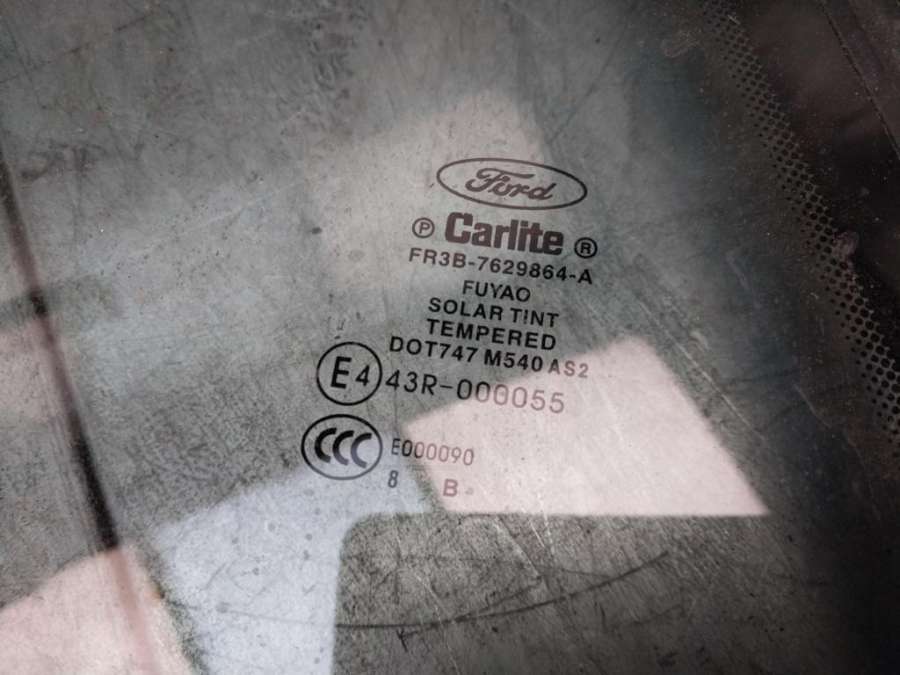 Ford
P Carlite ®
FR3B-7629864-A
FUYAO
SOLAR TINT
TEMPERED
DOT747 M540 AS2
E4 43R-000055
CCC E000090
8 B